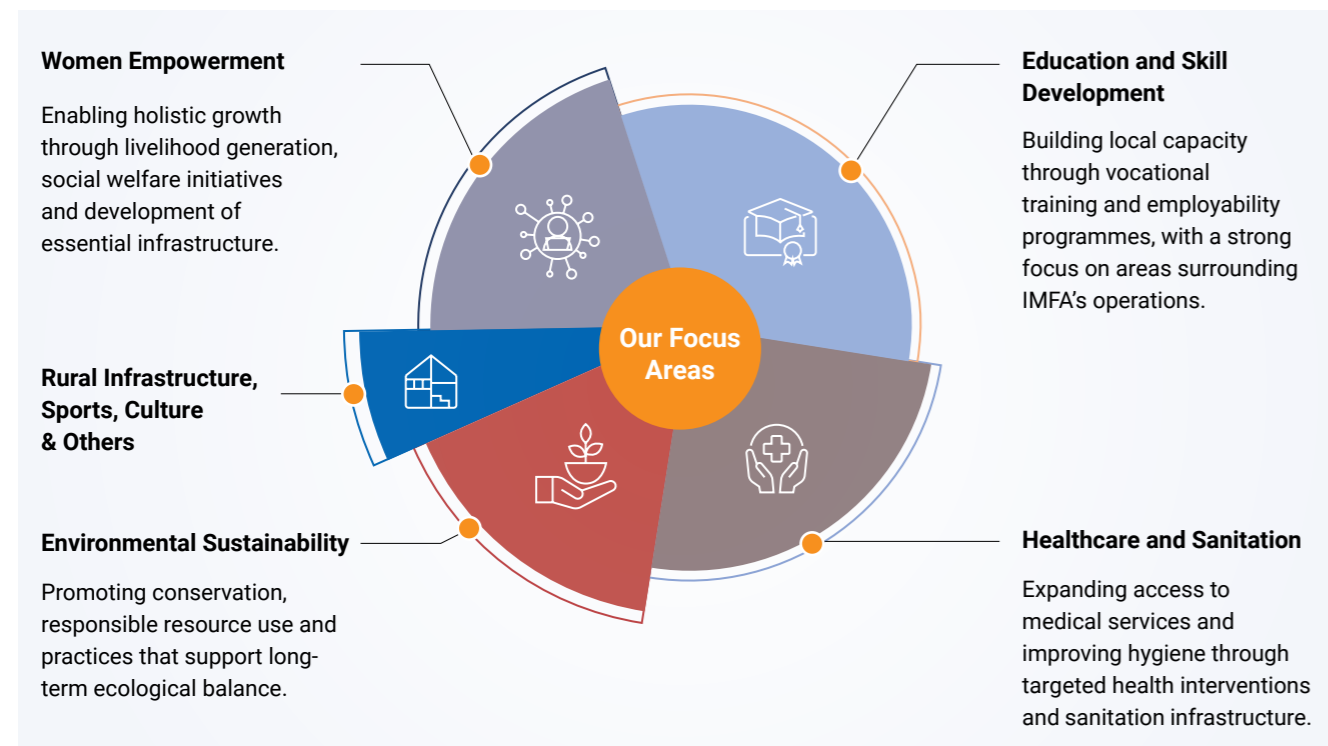 Women Empowerment
Enabling holistic growth
through livelihood generation,
social welfare initiatives
and development of
essential infrastructure.
Education and Skill
Development
Building local capacity
through vocational
training and employability
programmes, with a strong
focus on areas surrounding
IMFA's operations.
Our Focus
Areas
Rural Infrastructure,
Sports, Culture
& Others
Environmental Sustainability
Promoting conservation,
responsible resource use and
practices that support long-
term ecological balance.
Healthcare and Sanitation
Expanding access to
medical services and
improving hygiene through
targeted health interventions
and sanitation infrastructure.